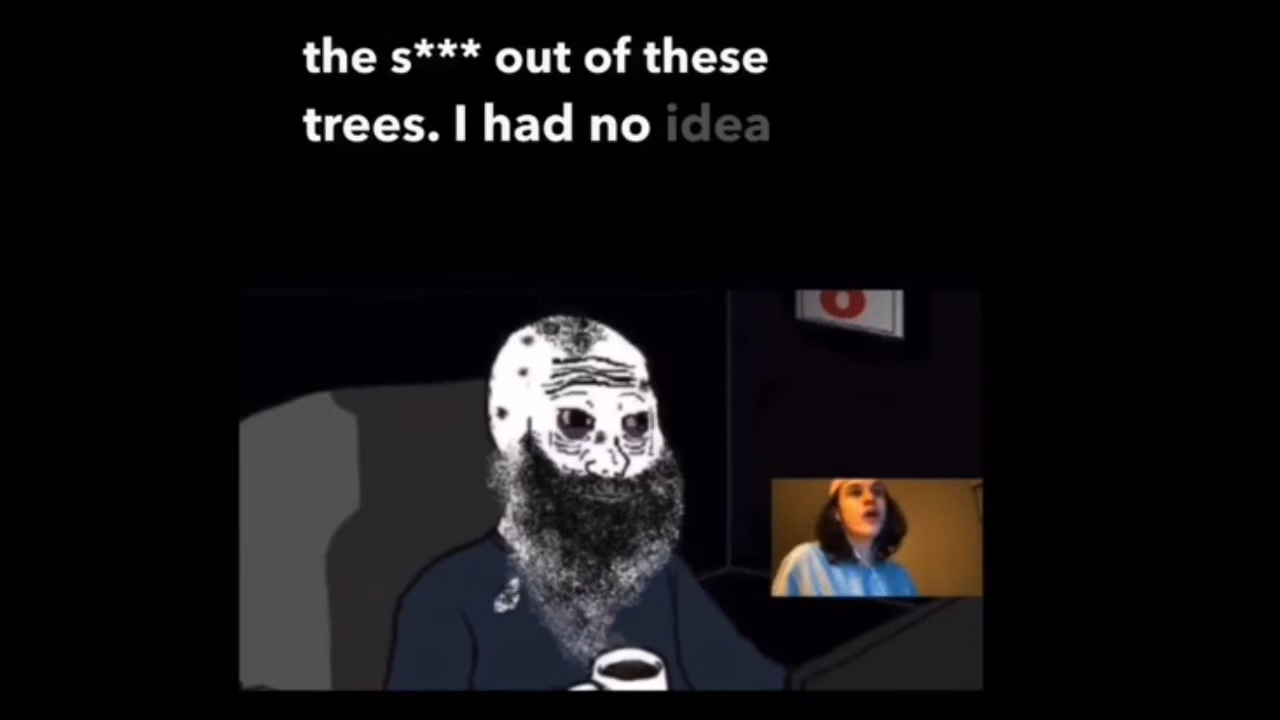 the s*** out of these
trees. I had no idea